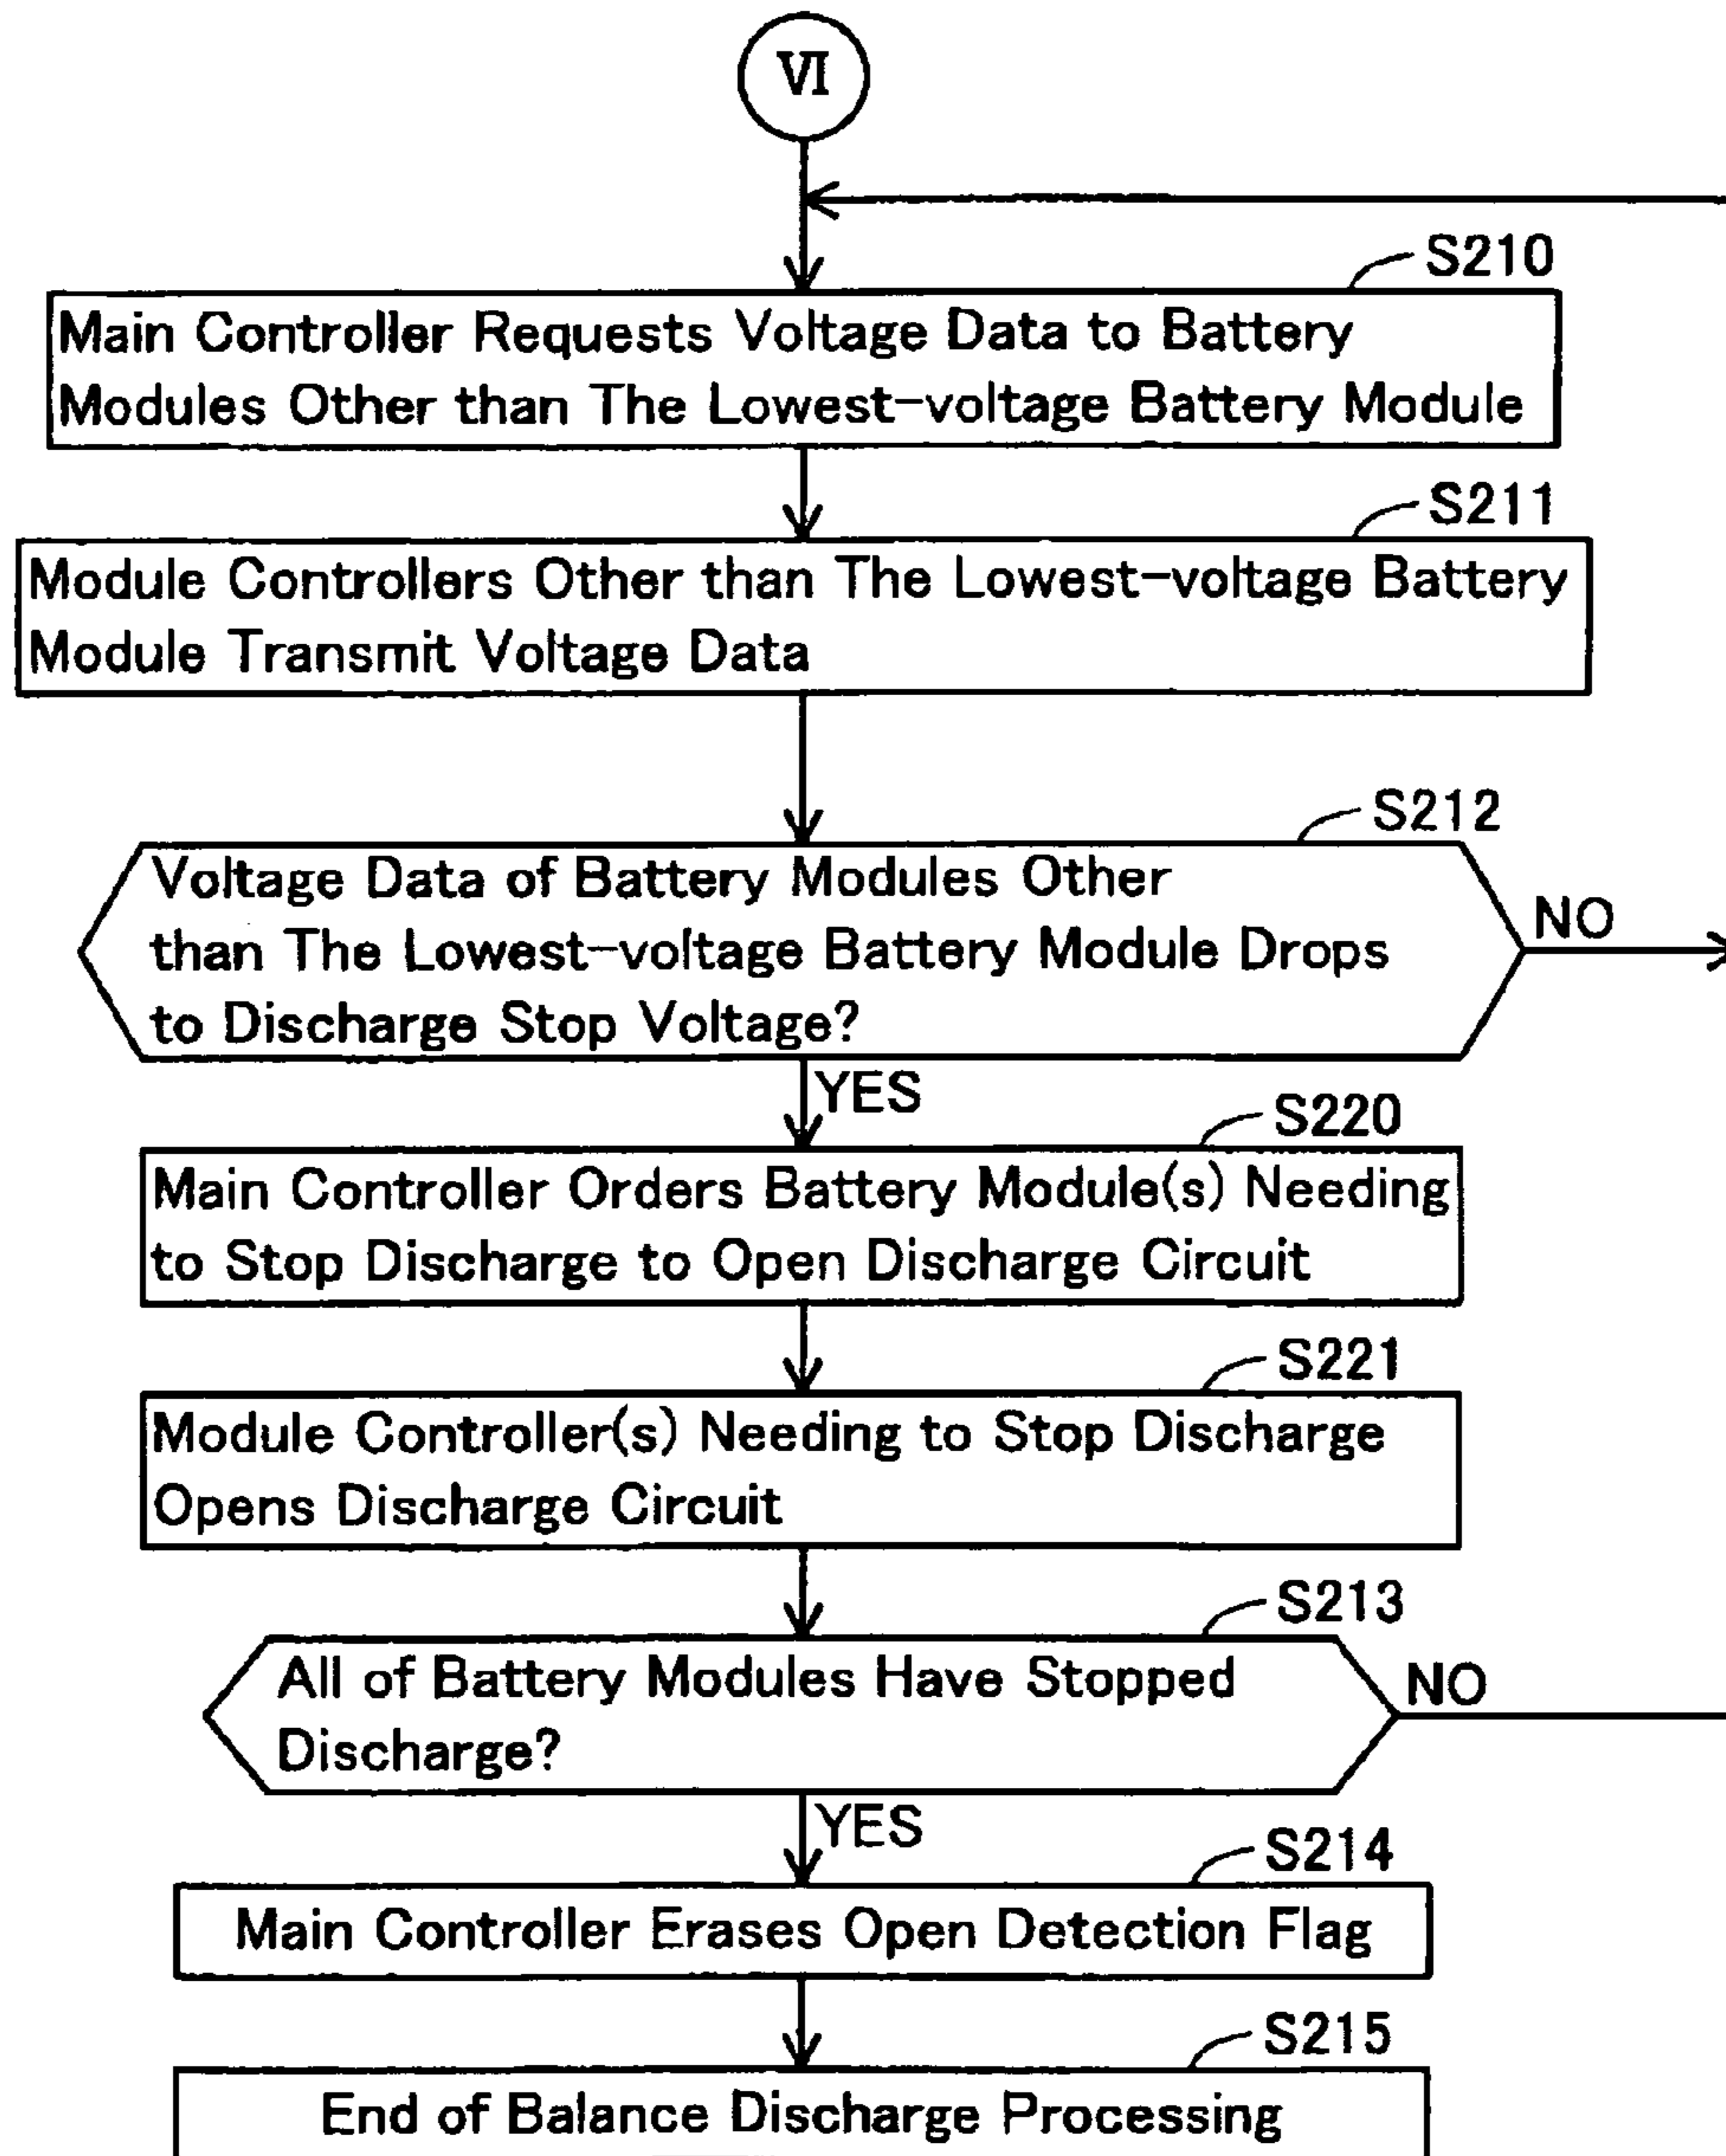 VI
S210
Main Controller Requests Voltage Data to Battery
Modules Other than The Lowest-voltage Battery Module
S211
Module Controllers Other than The Lowest-voltage Battery
Module Transmit Voltage Data
S212
Voltage Data of Battery Modules Other
than The Lowest-voltage Battery Module Drops
to Discharge Stop Voltage?
NO
YES
S220
Main Controller Orders Battery Module(s) Needing
to Stop Discharge to Open Discharge Circuit
S221
Module Controller(s) Needing to Stop Discharge
Opens Discharge Circuit
S213
All of Battery Modules Have Stopped
Discharge?
NO
YES
S214
Main Controller Erases Open Detection Flag
S215
End of Balance Discharge Processing